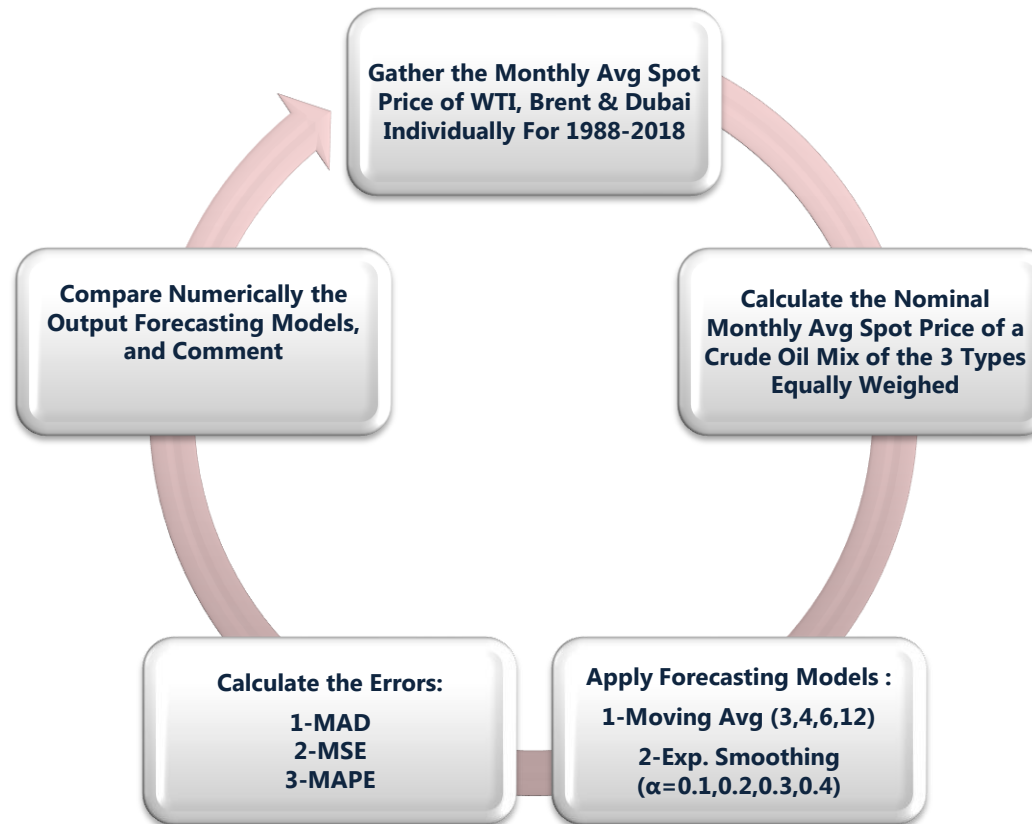 Gather the Monthly Avg Spot
Price of WTI, Brent & Dubai
Individually For 1988-2018
Calculate the Nominal
Monthly Avg Spot Price of a
Crude Oil Mix of the 3 Types
Equally Weighed
Apply Forecasting Models :
1-Moving Avg (3,4,6,12)
2-Exp. Smoothing
(α=0.1,0.2,0.3,0.4)
Calculate the Errors:
1-MAD
2-MSE
3-MAPE
Compare Numerically the
Output Forecasting Models,
and Comment